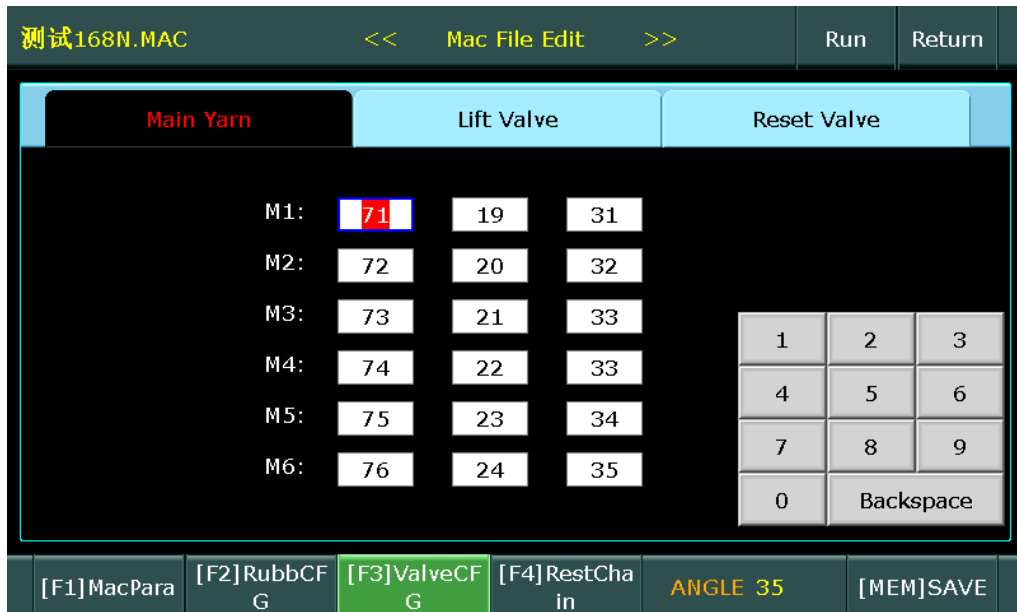 测试168N.MAC << Mac File Edit >> Run Return
Main Yarn Lift Valve Reset Valve
M1: 71 19 31
M2: 72 20 32
M3: 73 21 33
M4: 74 22 33
M5: 75 23 34
M6: 76 24 35
1 2 3
4 5 6
7 8 9
0 Backspace
[F1]MacPara [F2]RubbCF
G [F3]ValveCF
G [F4]RestCha
in ANGLE 35 [MEM]SAVE